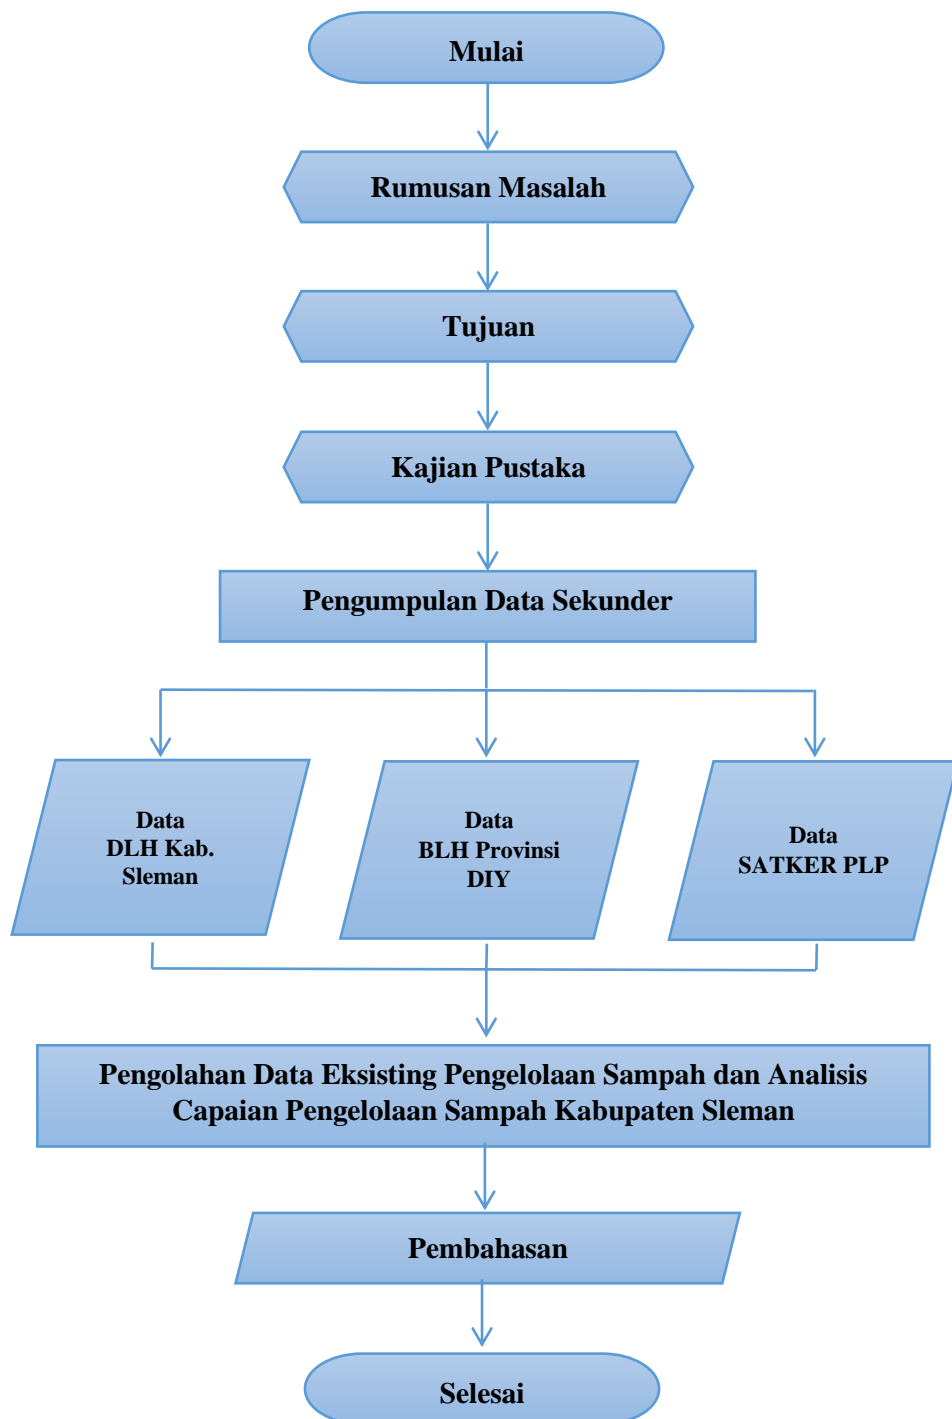 Mulai
Rumusan Masalah
Tujuan
Kajian Pustaka
Pengumpulan Data Sekunder
Data
DLH Kab.
Sleman
Data
BLH Provinsi
DIY
Data
SATKER PLP
Pengolahan Data Eksisting Pengelolaan Sampah dan Analisis
Capaian Pengelolaan Sampah Kabupaten Sleman
Pembahasan
Selesai